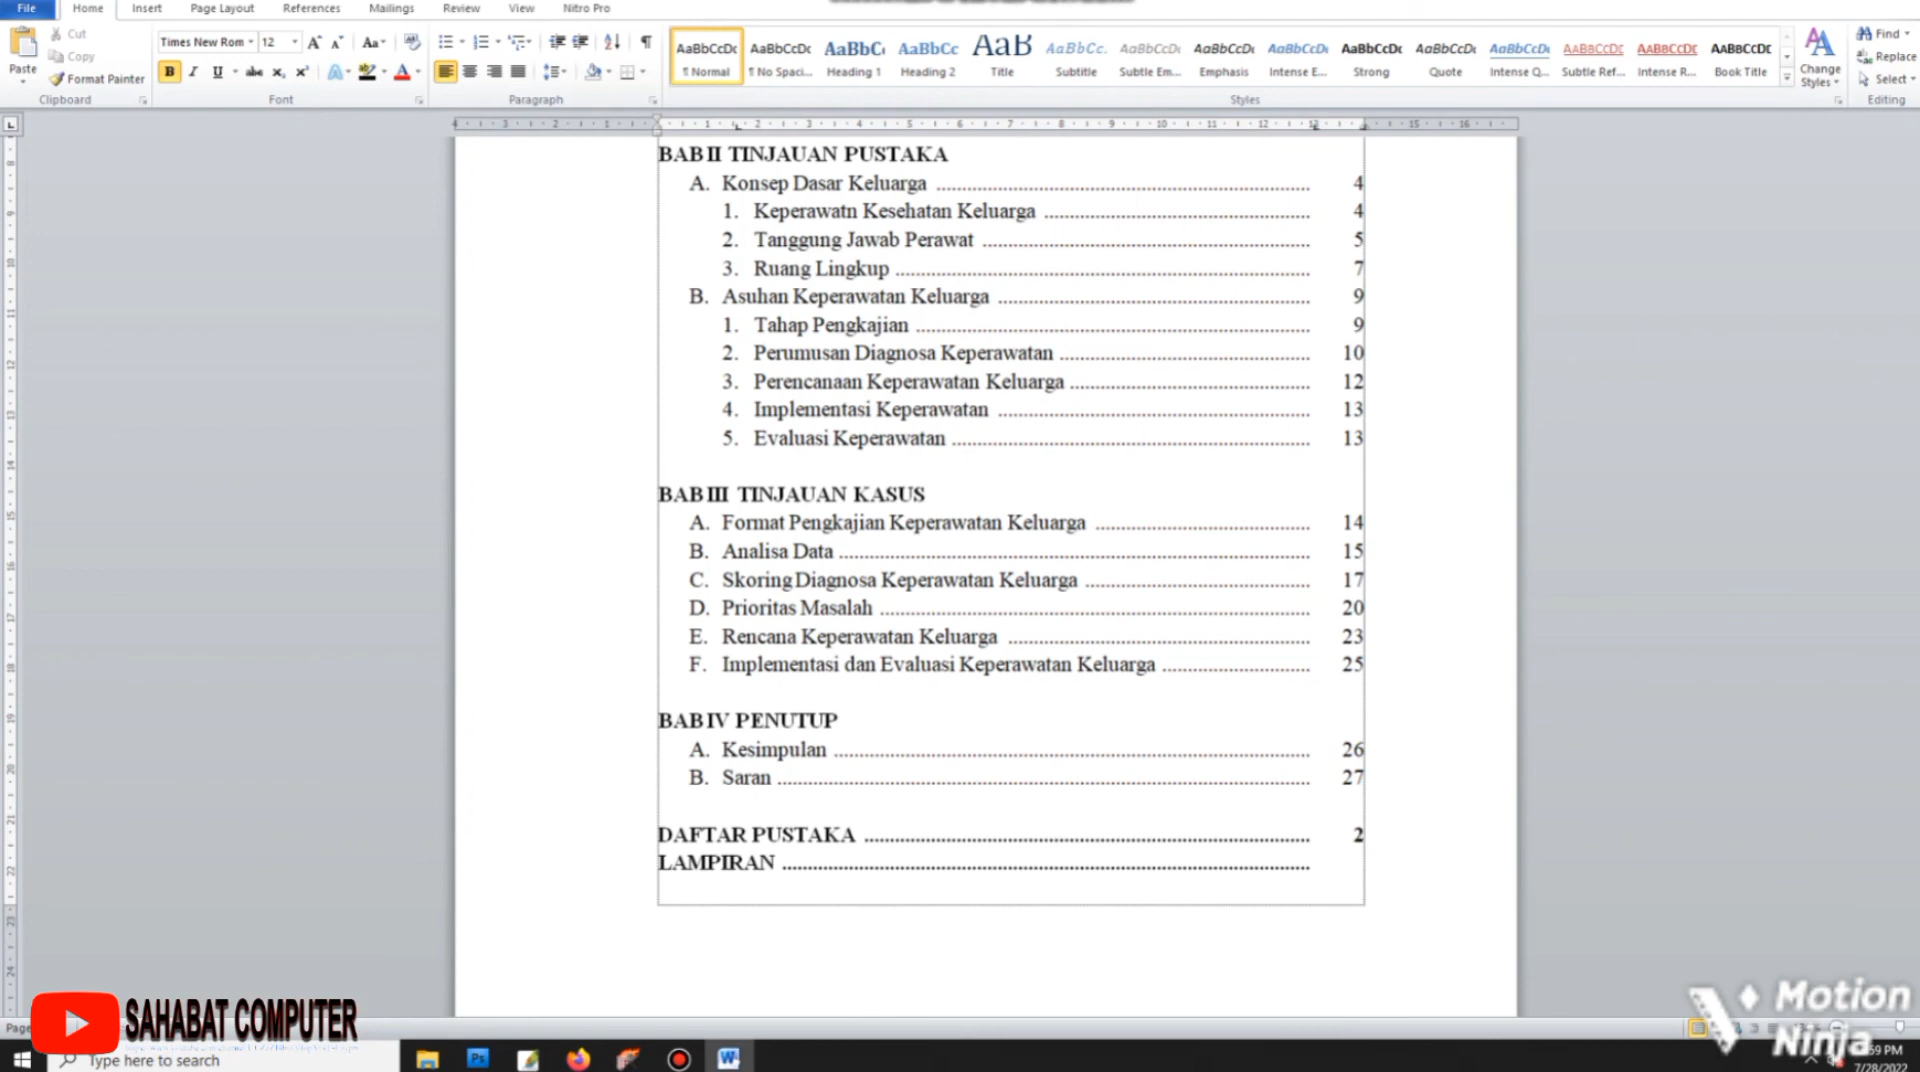 File Home Insert Page Layout References Mailings Review View Nitro Pro
Cut
Copy
Format Painter
Paste
Times New Rom 12
AaBbCcDc AaBbCcDc AaBbC AaBbCc AaB AaBbCc. AaBbCcDc AaBbCcDc AaBbCcDc AaBbCcDc AaBbCcDc AaBbCcDc AABBCCDC AABBCCDC AABBCCDC
¶ Normal ¶ No Spaci... Heading 1 Heading 2 Title Subtitle Subtle Em... Emphasis Intense E... Strong Quote Intense Q... Subtle Ref... Intense R... Book Title
Change
Styles
Find
Replace
Select
Clipboard Font Paragraph Styles Editing
BAB II TINJAUAN PUSTAKA
A. Konsep Dasar Keluarga .......... 4
1. Keperawatn Kesehatan Keluarga .......... 4
2. Tanggung Jawab Perawat .......... 5
3. Ruang Lingkup .......... 7
B. Asuhan Keperawatan Keluarga .......... 9
1. Tahap Pengkajian .......... 9
2. Perumusan Diagnosa Keperawatan .......... 10
3. Perencanaan Keperawatan Keluarga .......... 12
4. Implementasi Keperawatan .......... 13
5. Evaluasi Keperawatan .......... 13
BAB III TINJAUAN KASUS
A. Format Pengkajian Keperawatan Keluarga .......... 14
B. Analisa Data .......... 15
C. Skoring Diagnosa Keperawatan Keluarga .......... 17
D. Prioritas Masalah .......... 20
E. Rencana Keperawatan Keluarga .......... 23
F. Implementasi dan Evaluasi Keperawatan Keluarga .......... 25
BAB IV PENUTUP
A. Kesimpulan .......... 26
B. Saran .......... 27
DAFTAR PUSTAKA .......... 2
LAMPIRAN ..........
SAHABAT COMPUTER
Motion
Ninja
Type here to search
Ps
W
59 PM
7/28/2022